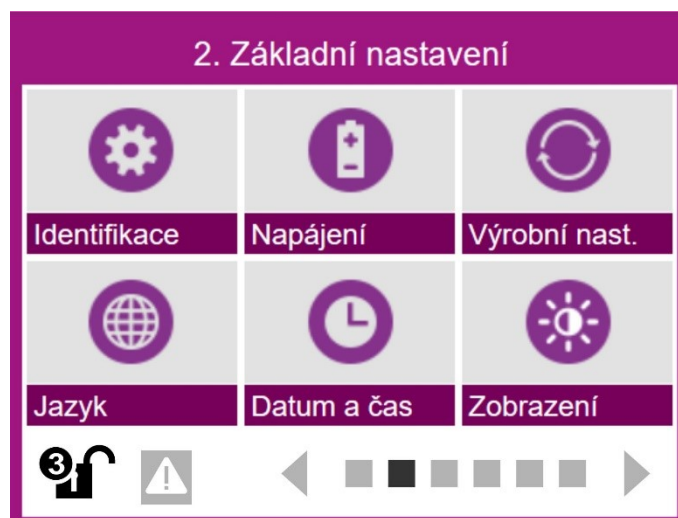 2. Základní nastavení
Identifikace
Napájení
Výrobní nast.
Jazyk
Datum a čas
Zobrazení
3